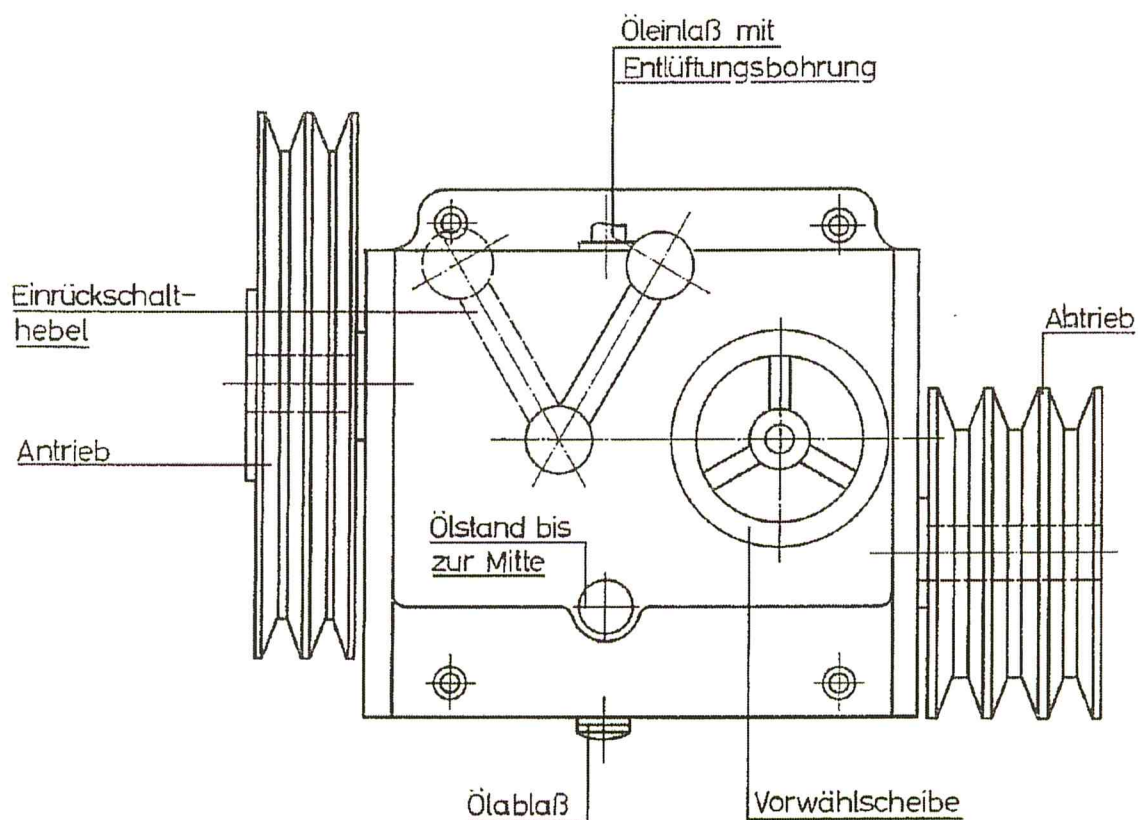 Öleinlaß mit
Entlüftungsbohrung
Einrückschalt-
hebel
Abtrieb
Antrieb
Ölstand bis
zur Mitte
Ölablaß
Vorwählscheibe